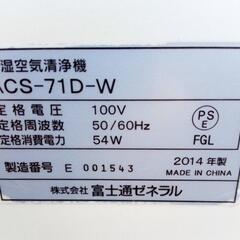 湿空気清浄機
ACS-71D-W
定格電圧 100V
定格周波数 50/60Hz
定格消費電力 54W
PS
E
FGL
製造番号 E 001543
2014年製
MADE IN CHINA
株式会社 富士通ゼネラル